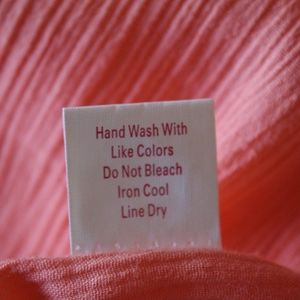 Hand Wash With
Like Colors
Do Not Bleach
Iron Cool
Line Dry